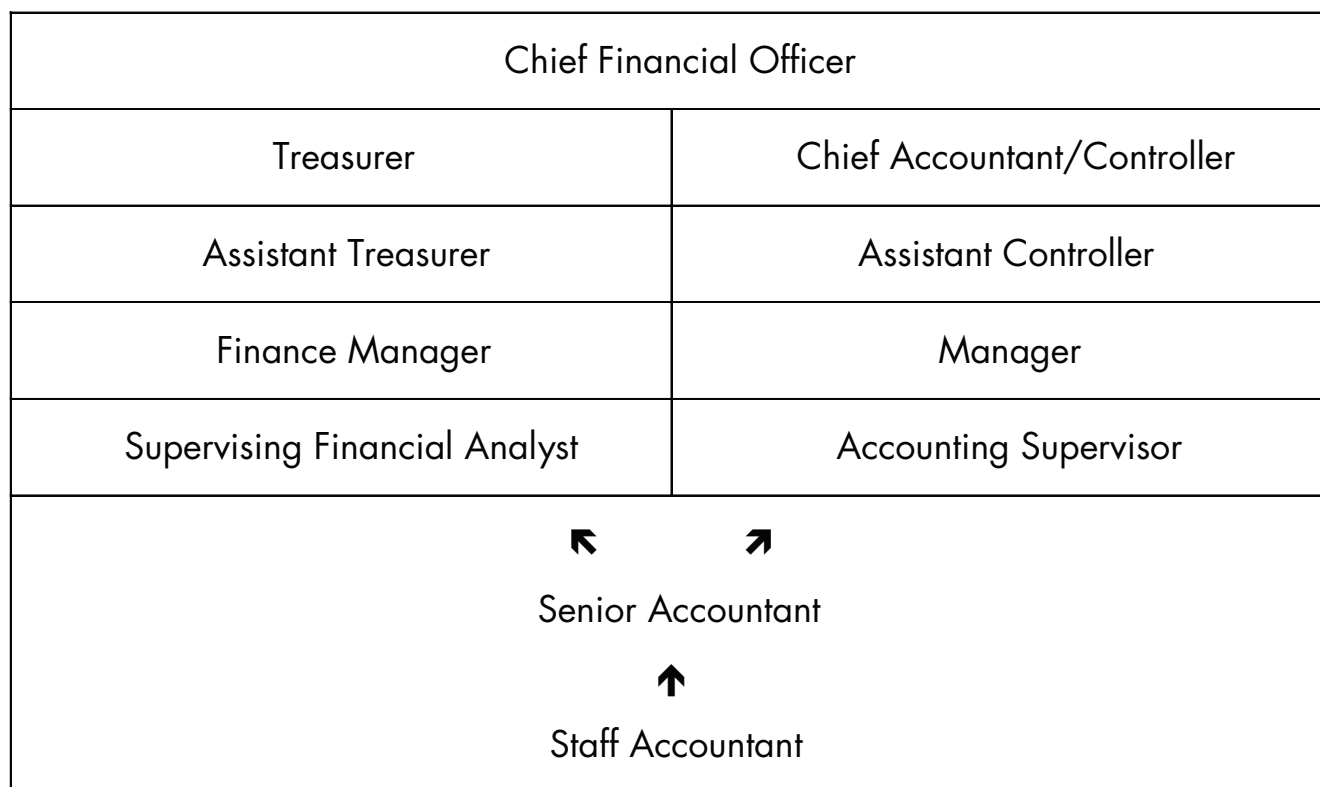 Chief Financial Officer
Treasurer
Chief Accountant/Controller
Assistant Treasurer
Assistant Controller
Finance Manager
Manager
Supervising Financial Analyst
Accounting Supervisor
Senior Accountant
Staff Accountant